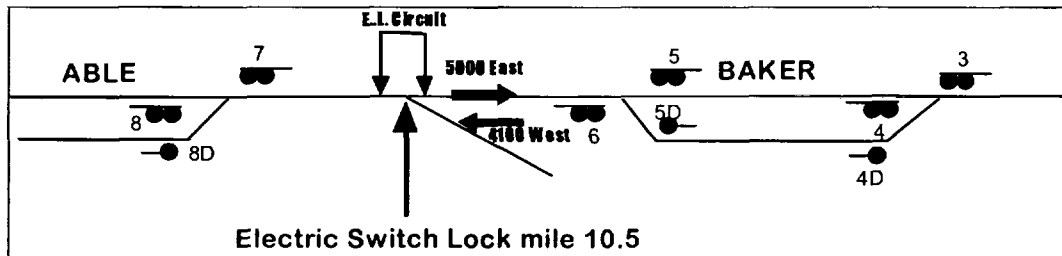 E.L. Circuit
7
5
3
ABLE
5000 East
BAKER
8
8D
4100 West
6
5D
4
4D
Electric Switch Lock mile 10.5